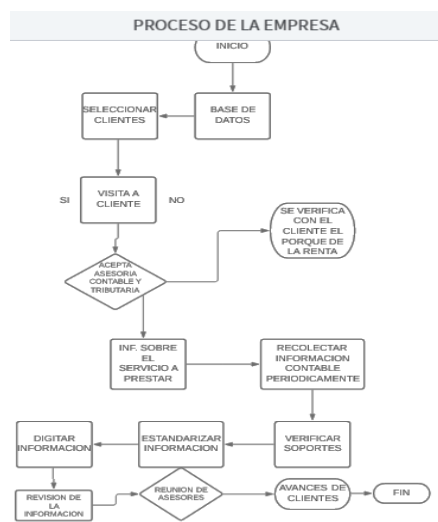 PROCESO DE LA EMPRESA
INICIO
BASE DE
DATOS
SELECCIONAR
CLIENTES
SI
VISITA A
CLIENTE
NO
SE VERIFICA
CON EL
CLIENTE EL
PORQUE DE
LA RENTA
ACEPTA
ASESORIA
CONTABLE Y
TRIBUTARIA
INF. SOBRE
EL
SERVICIO A
PRESTAR
RECOLECTAR
INFORMACION
CONTABLE
PERIODICAMENTE
VERIFICAR
SOPORTES
ESTANDARIZAR
INFORMACION
DIGITAR
INFORMACION
REVISION DE
LA
INFORMACION
REUNION DE
ASESORES
AVANCES DE
CLIENTES
FIN